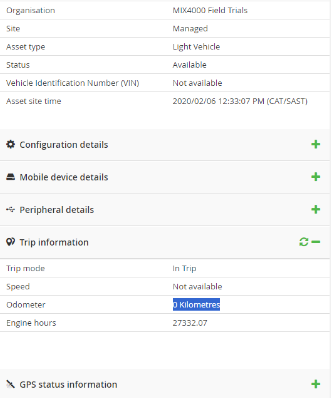 Organisation MIX4000 Field Trials
Site Managed
Asset type Light Vehicle
Status Available
Vehicle Identification Number (VIN) Not available
Asset site time 2020/02/06 12:33:07 PM (CAT/SAST)
Configuration details
Mobile device details
Peripheral details
Trip information
Trip mode In Trip
Speed Not available
Odometer 0 Kilometres
Engine hours 27332.07
GPS status information